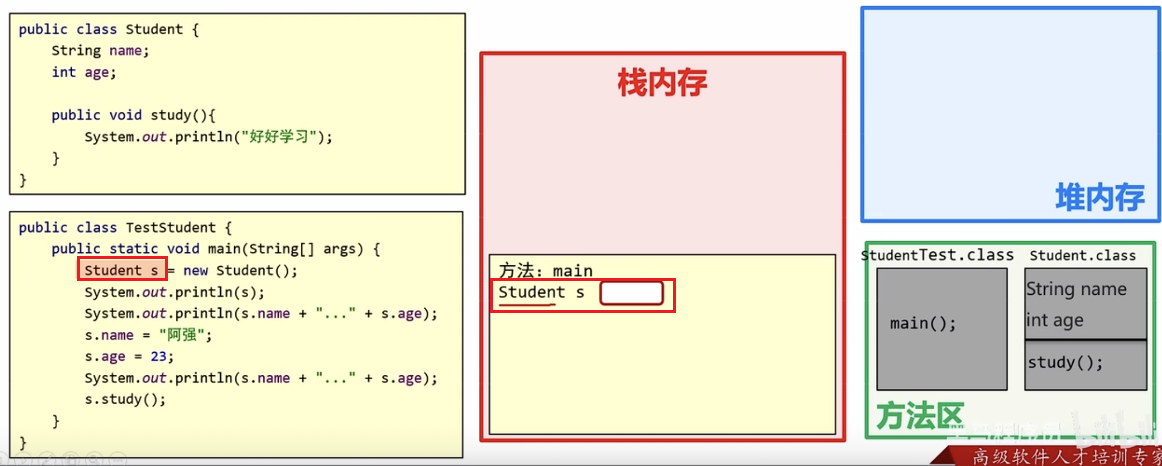 public class Student {
String name;
int age;
public void study(){
System.out.println("好好学习");
}
}
public class TestStudent {
public static void main(String[] args) {
Student s = new Student();
System.out.println(s);
System.out.println(s.name + "..." + s.age);
s.name = "阿强";
s.age = 23;
System.out.println(s.name + "..." + s.age);
s.study();
}
}
栈内存
方法：main
Student s
堆内存
StudentTest.class
Student.class
main();
String name
int age
study();
方法区
高级软件人才培训专家